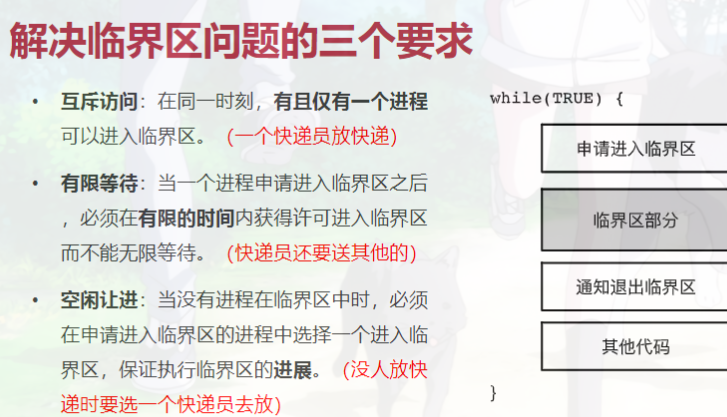 解决临界区问题的三个要求
• 互斥访问：在同一时刻，有且仅有一个进程
可以进入临界区。（一个快递员放快递）
• 有限等待：当一个进程申请进入临界区之后
，必须在有限的时间内获得许可进入临界区
而不能无限等待。（快递员还要送其他的）
• 空闲让进：当没有进程在临界区中时，必须
在申请进入临界区的进程中选择一个进入临
界区，保证执行临界区的进展。（没人放快
递时要选一个快递员去放）
while(TRUE) {
申请进入临界区
临界区部分
通知退出临界区
其他代码
}